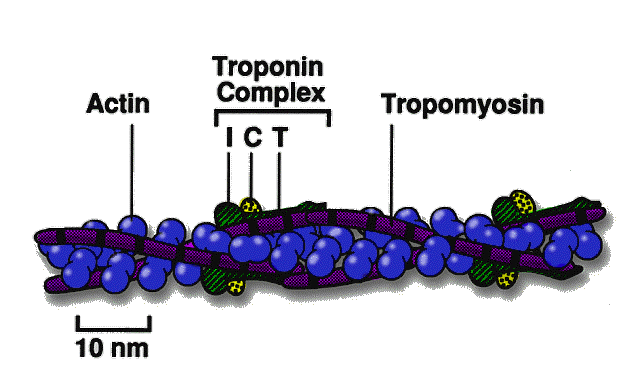 Troponin
Complex
Actin
Tropomyosin
I C T
10 nm